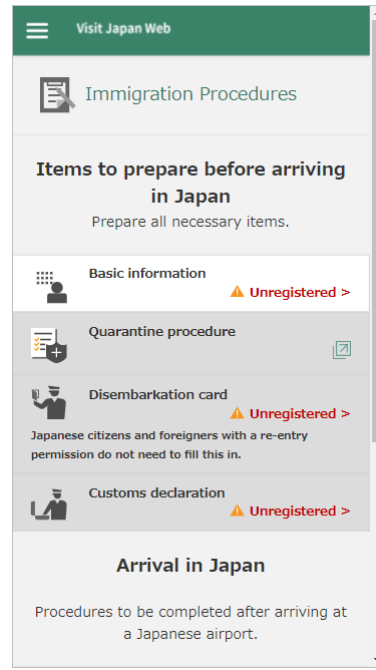 Visit Japan Web
Immigration Procedures
Items to prepare before arriving
in Japan
Prepare all necessary items.
Basic information
Unregistered >
Quarantine procedure
Disembarkation card
Unregistered >
Japanese citizens and foreigners with a re-entry
permission do not need to fill this in.
Customs declaration
Unregistered >
Arrival in Japan
Procedures to be completed after arriving at
a Japanese airport.